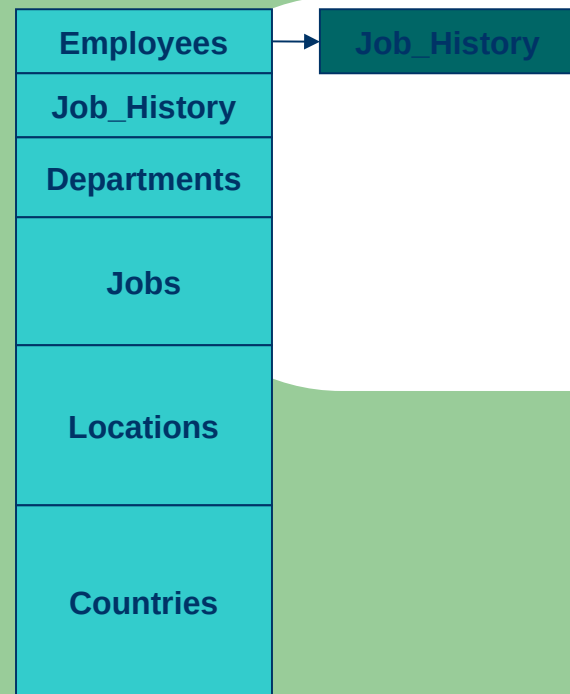 Employees
Job_History
Job_History
Departments
Jobs
Locations
Countries